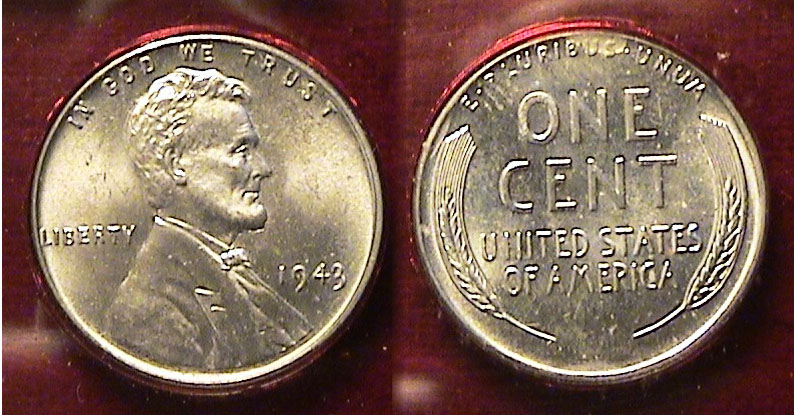 IN GOD WE TRUST
LIBERTY
1943
E·PLURIBUS·UNUM
ONE
CENT
UNITED STATES
OF AMERICA